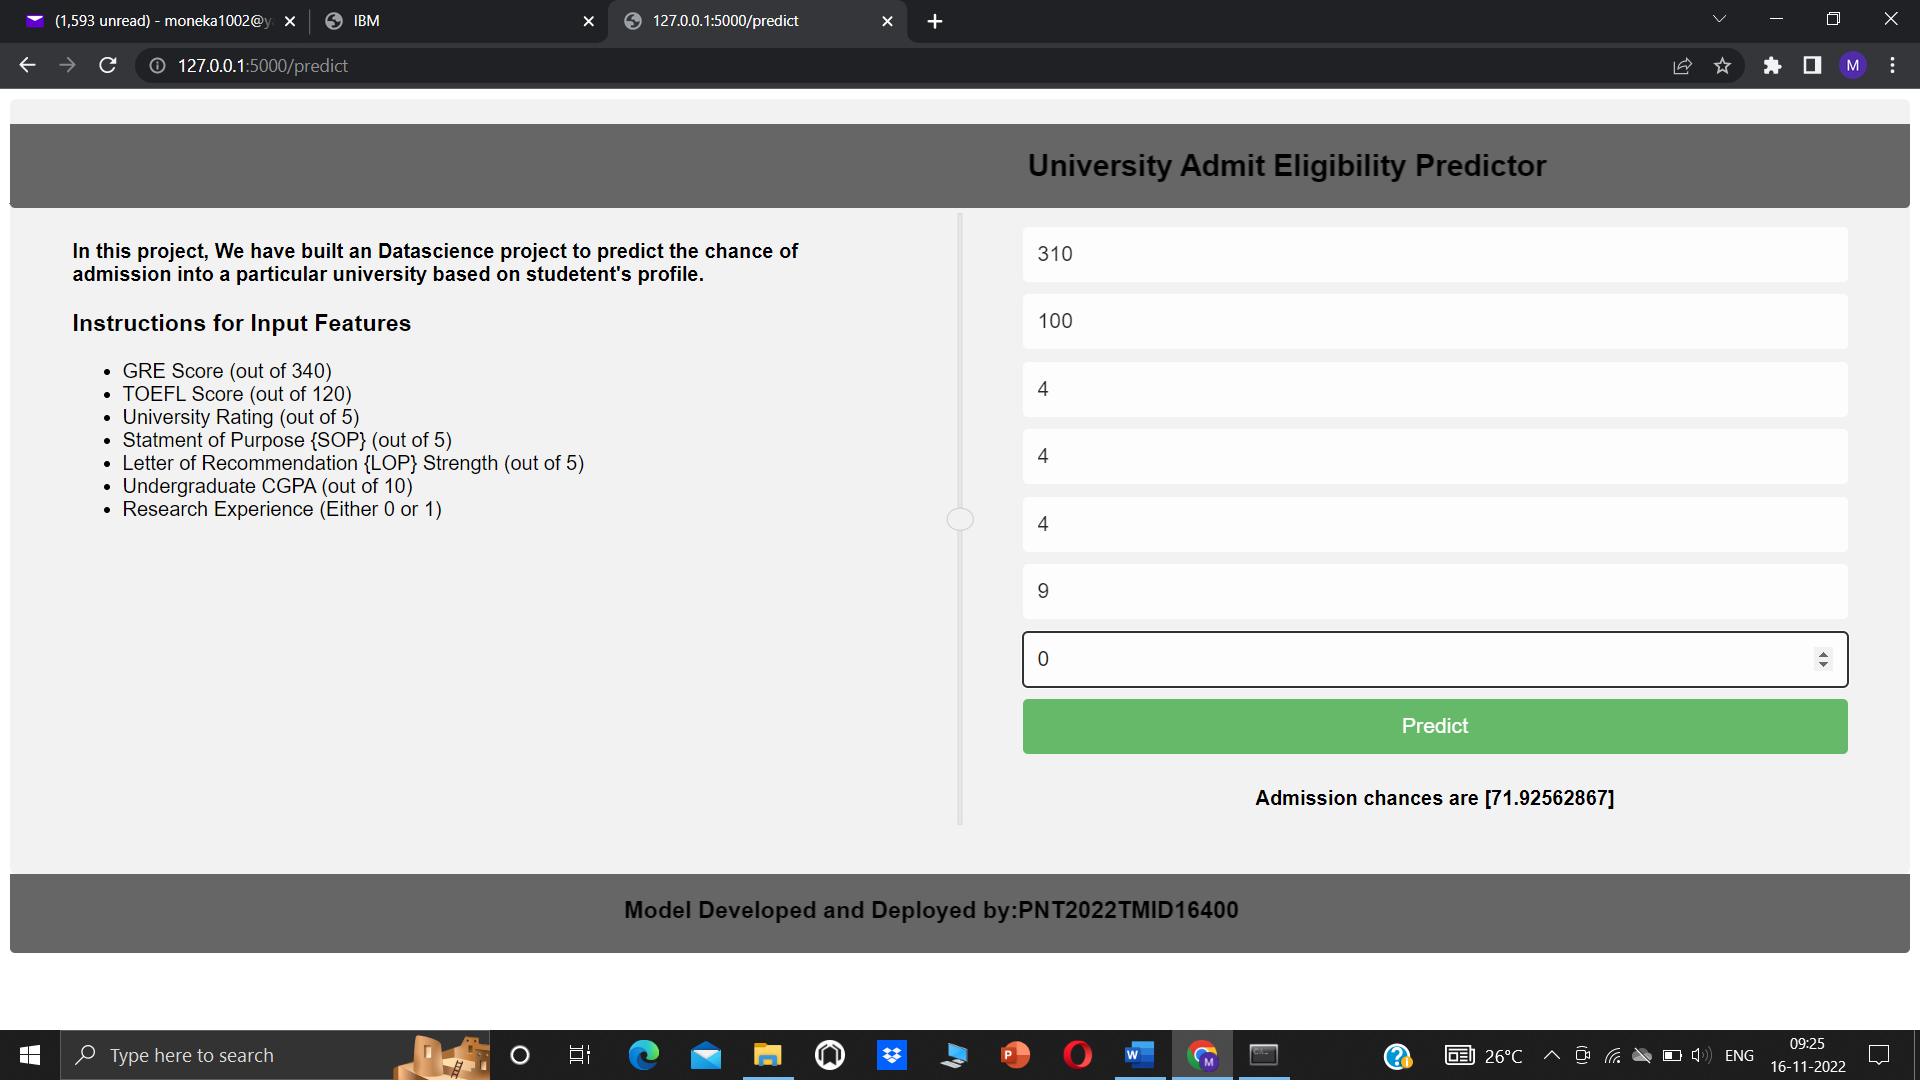 (1,593 unread) - moneka1002@y
IBM
127.0.0.1:5000/predict
127.0.0.1:5000/predict
M
University Admit Eligibility Predictor
In this project, We have built an Datascience project to predict the chance of
admission into a particular university based on studetent's profile.
Instructions for Input Features
• GRE Score (out of 340)
• TOEFL Score (out of 120)
• University Rating (out of 5)
• Statment of Purpose {SOP} (out of 5)
• Letter of Recommendation {LOP} Strength (out of 5)
• Undergraduate CGPA (out of 10)
• Research Experience (Either 0 or 1)
310
100
4
4
4
9
0
Predict
Admission chances are [71.92562867]
Model Developed and Deployed by:PNT2022TMID16400
Type here to search
26°C
ENG
09:25
16-11-2022